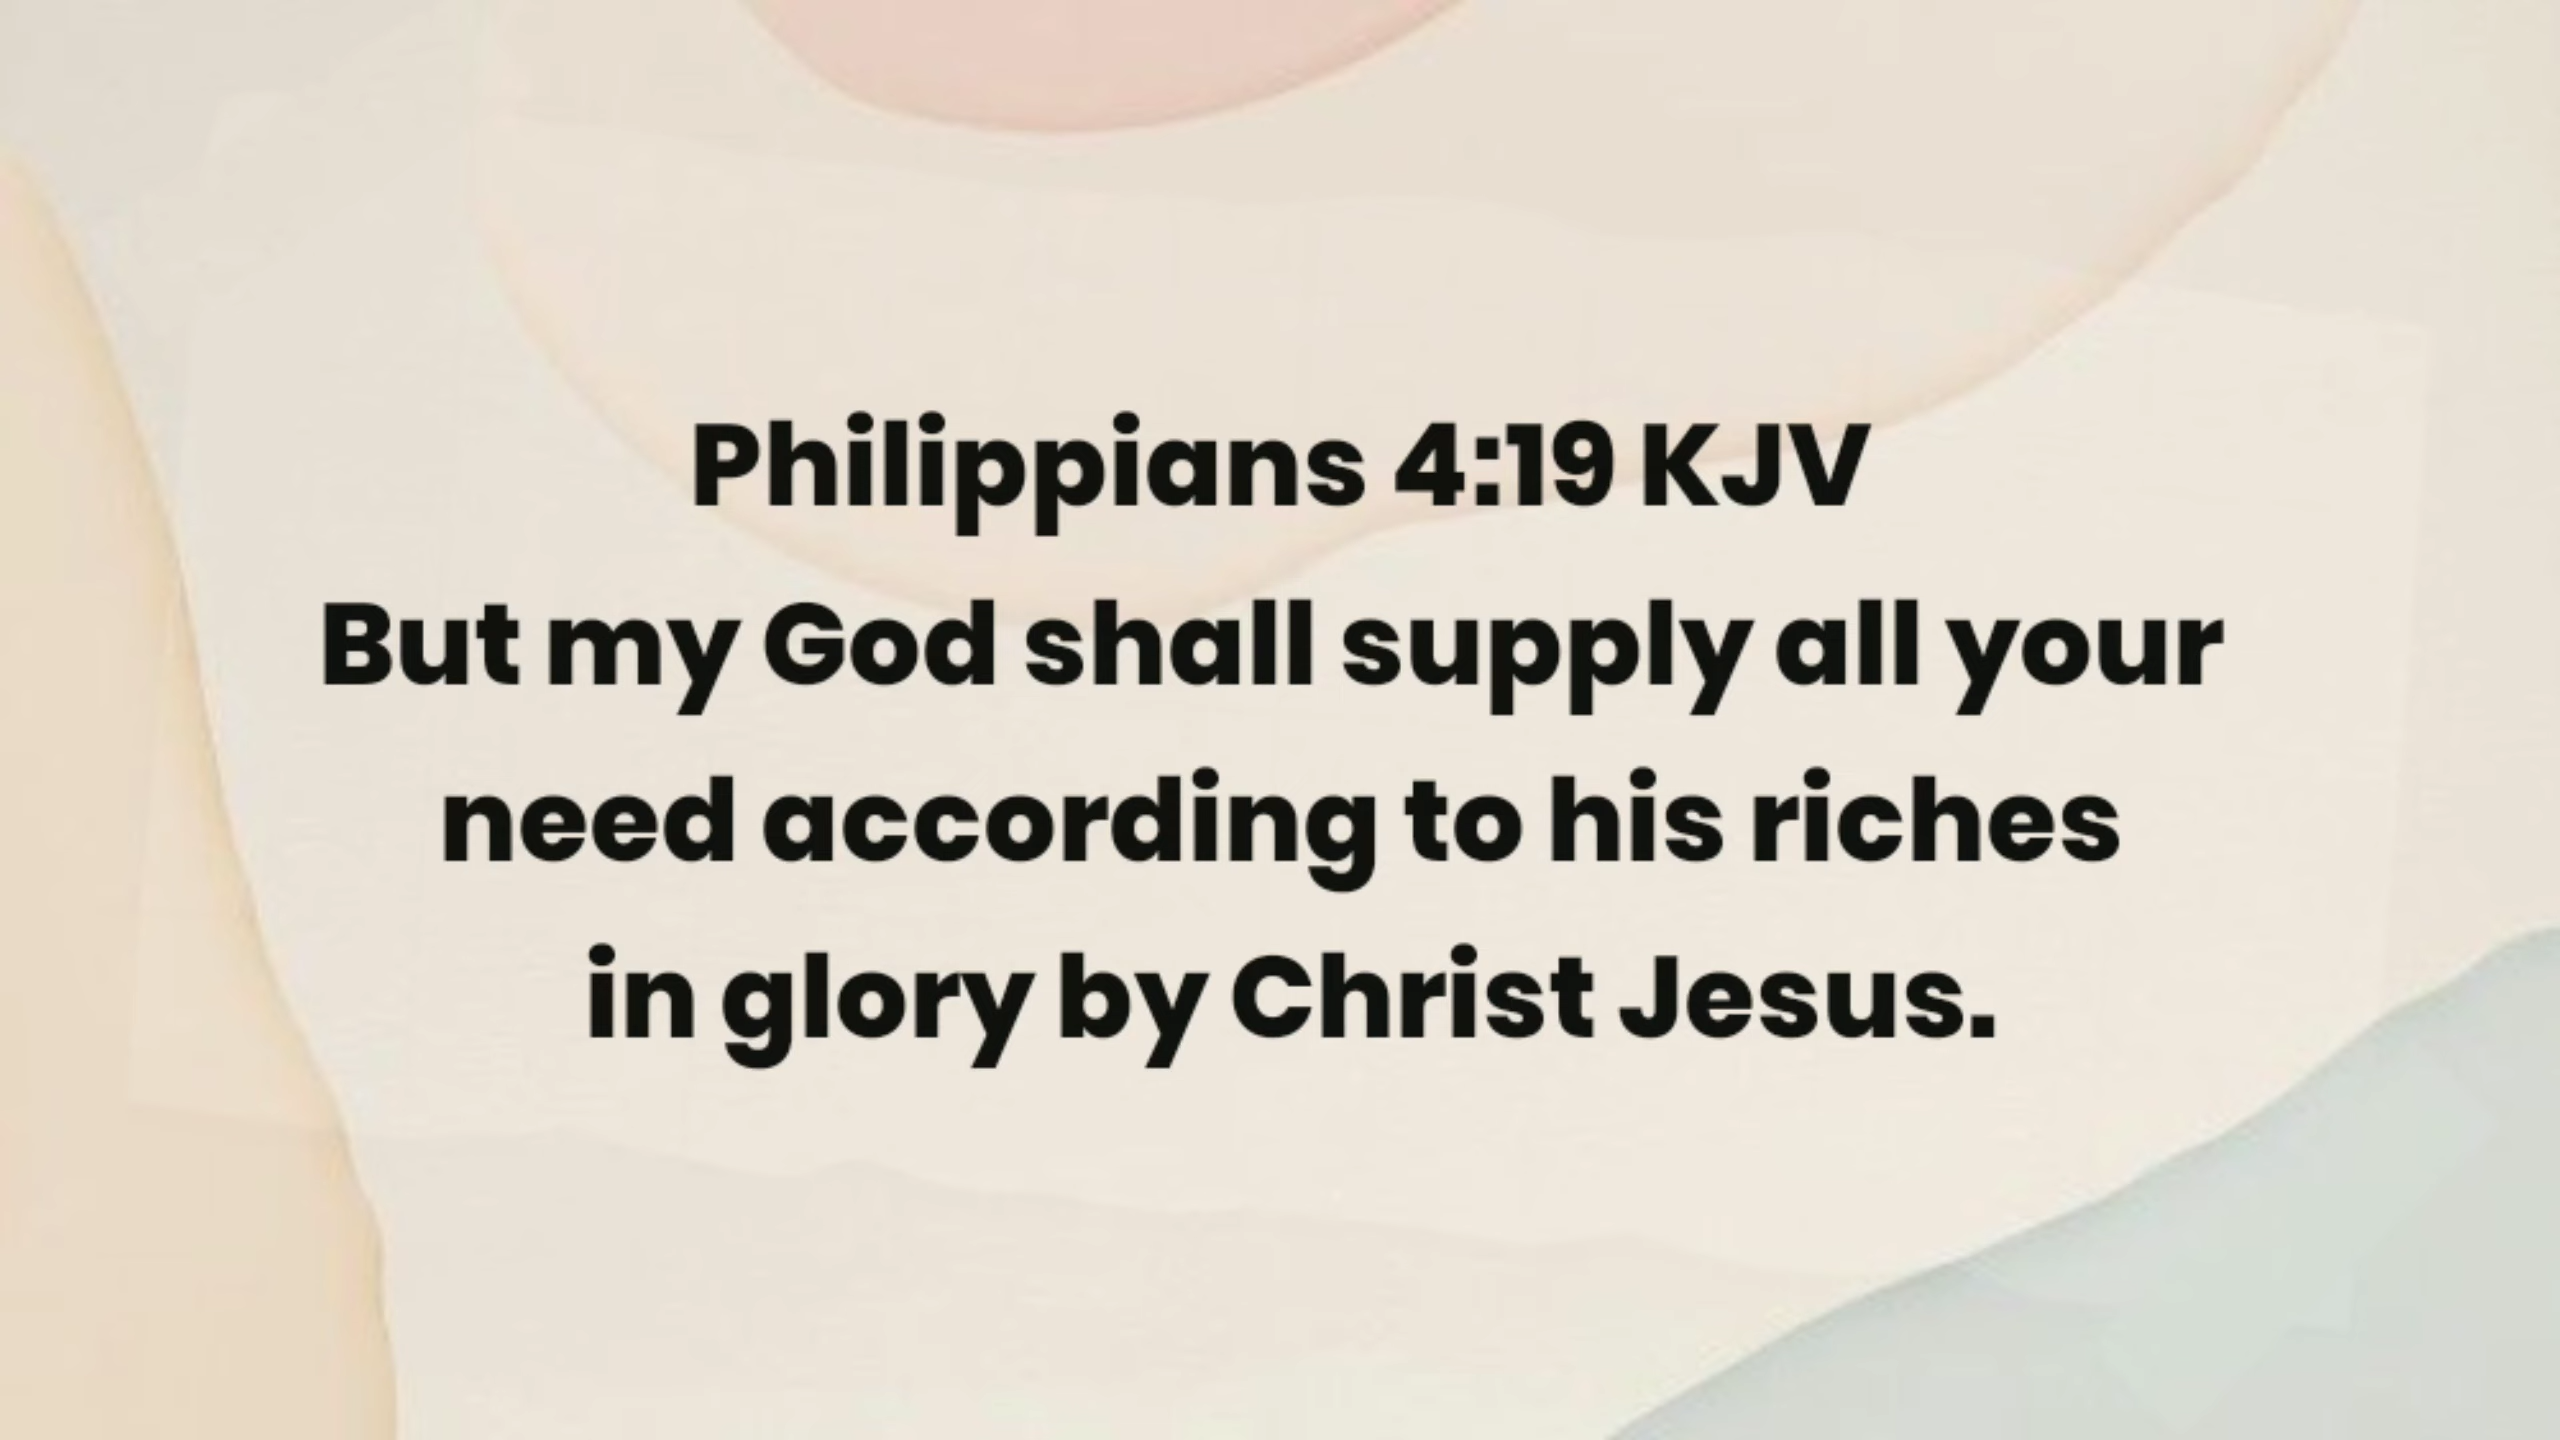 Philippians 4:19 KJV
But my God shall supply all your
need according to his riches
in glory by Christ Jesus.